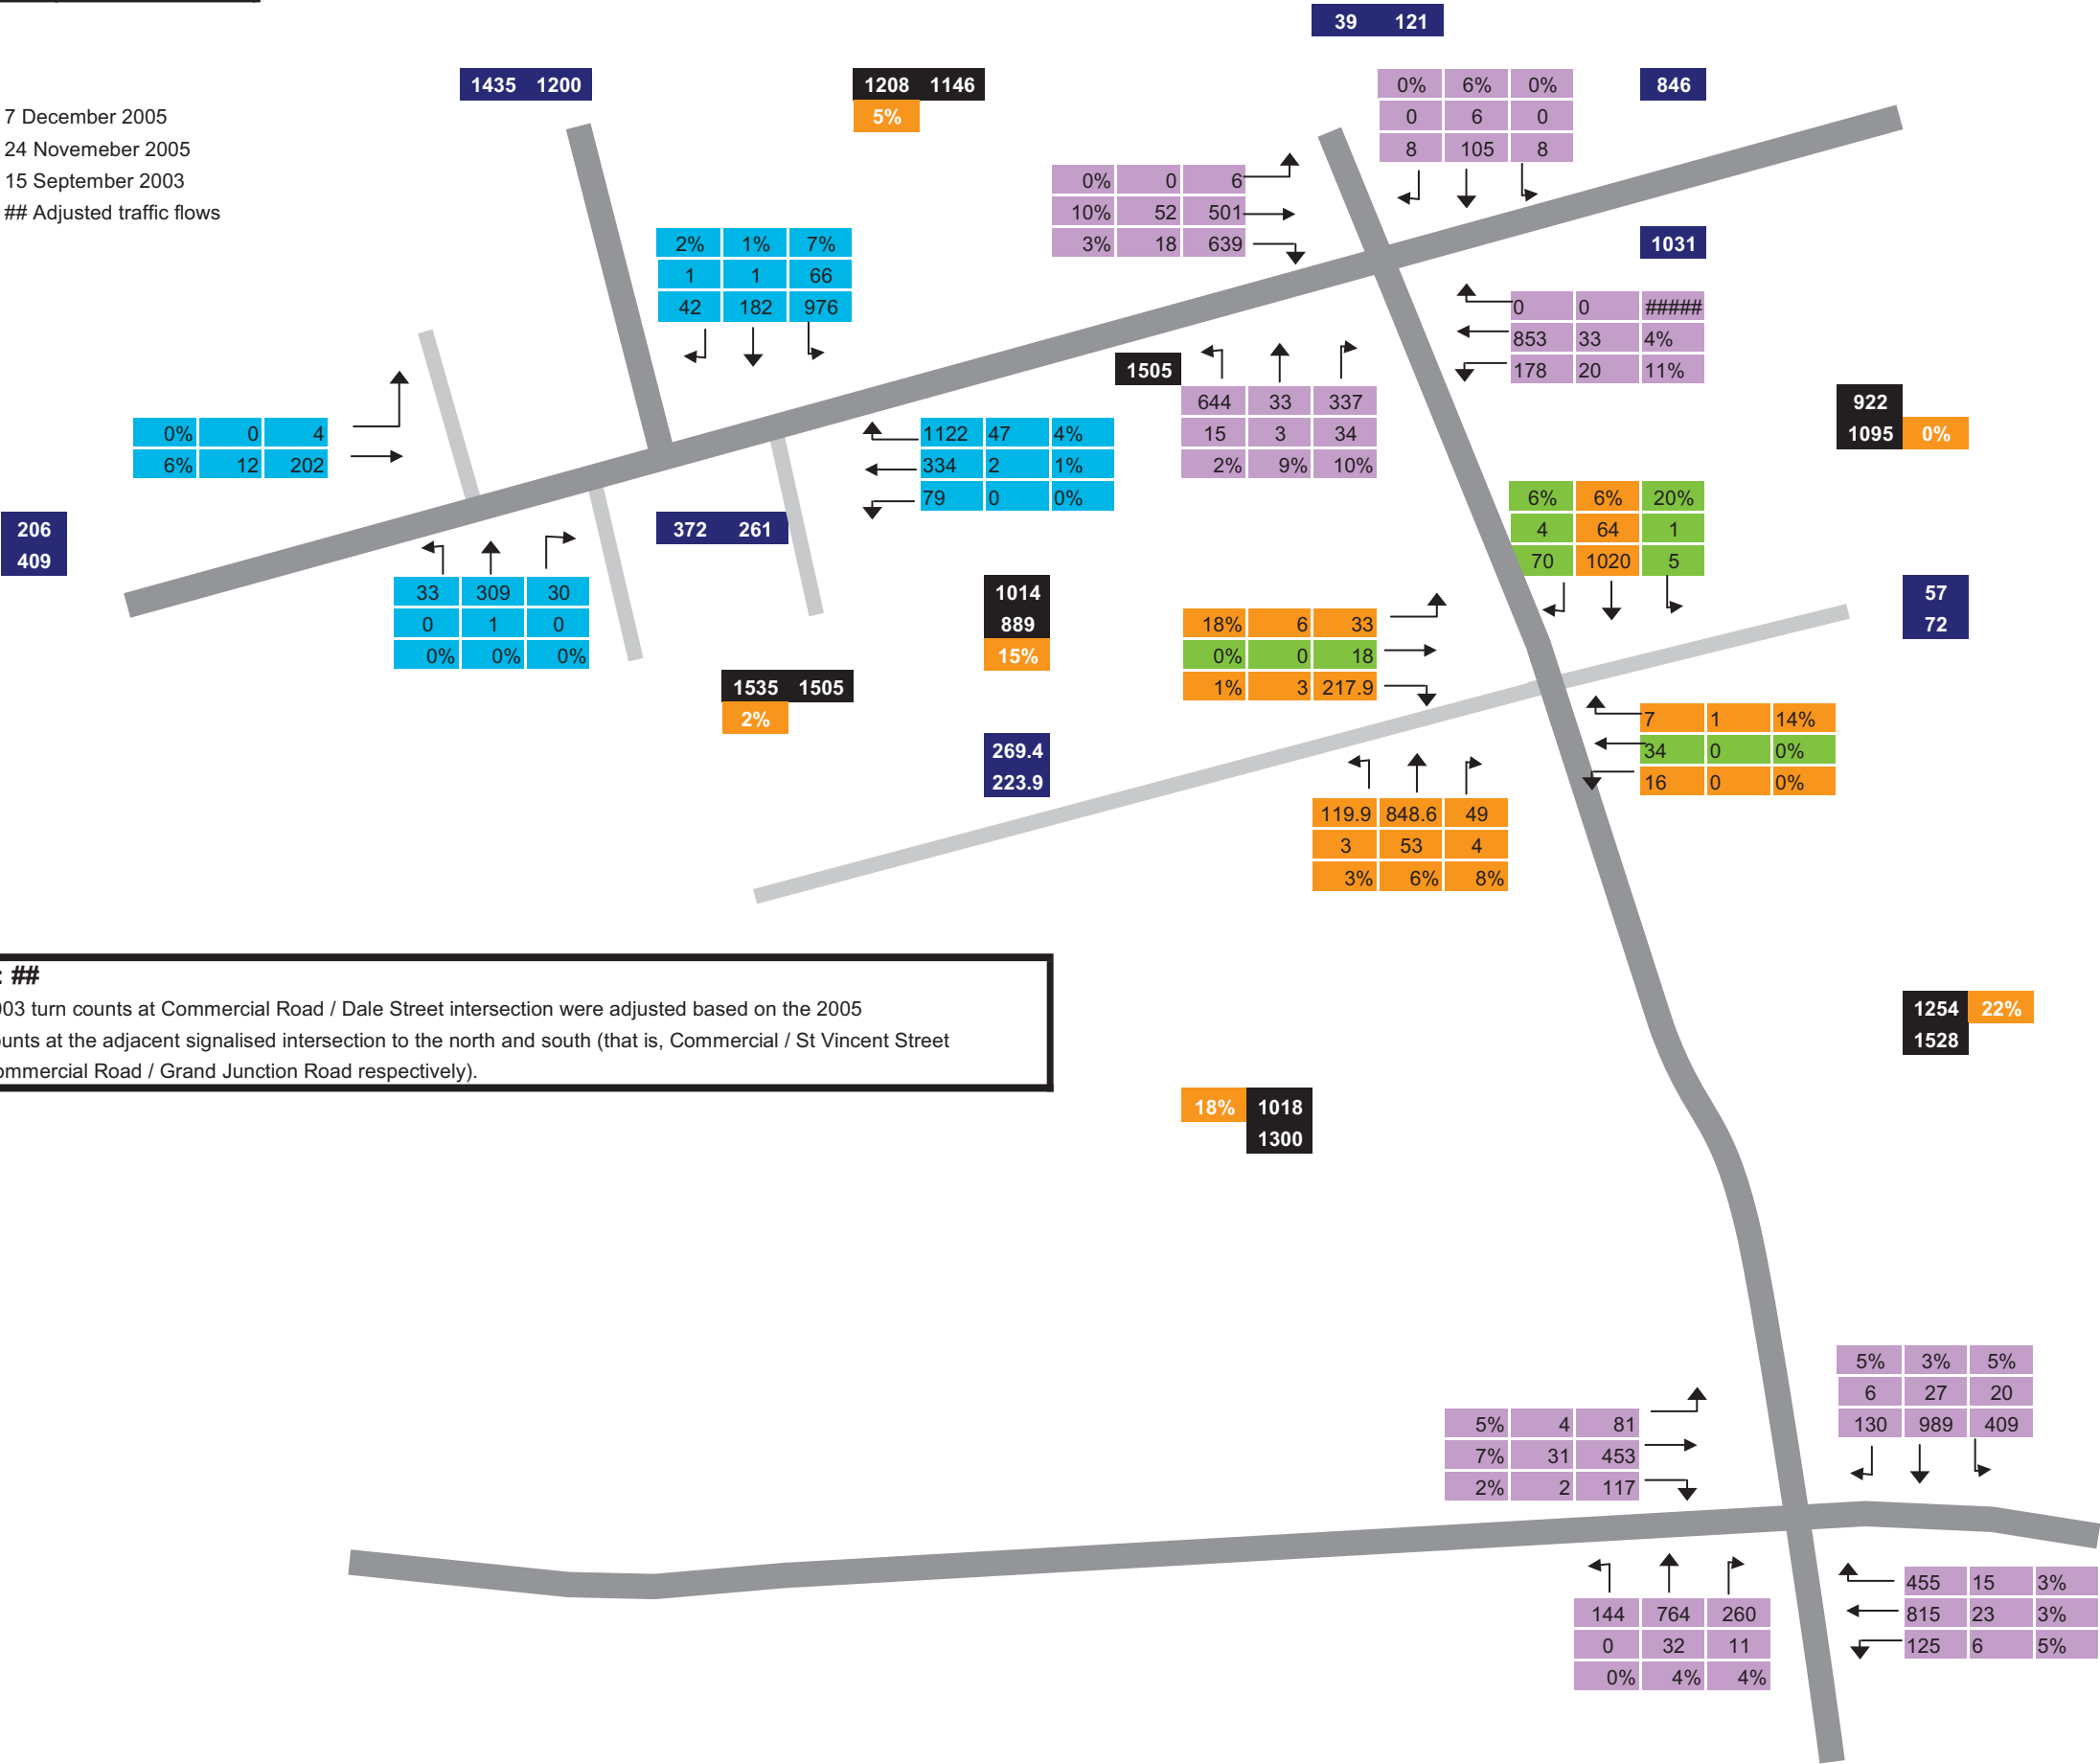 39 121
1435 1200
1208 1146
5%
0% 6% 0%
0 6 0
8 105 8
846
7 December 2005
24 Novemeber 2005
15 September 2003
## Adjusted traffic flows
0% 0 6
10% 52 501
3% 18 639
1031
2% 1% 7%
1 1 66
42 182 976
0 0 #####
853 33 4%
178 20 11%
1505
644 33 337
15 3 34
2% 9% 10%
922
1095 0%
0% 0 4
6% 12 202
1122 47 4%
334 2 1%
79 0 0%
206
409
372 261
6% 6% 20%
4 64 1
70 1020 5
33 309 30
0 1 0
0% 0% 0%
1014
889
15%
18% 6 33
0% 0 18
1% 3 217.9
57
72
1535 1505
2%
269.4
223.9
7 1 14%
34 0 0%
16 0 0%
119.9 848.6 49
3 53 4
3% 6% 8%
: ##
003 turn counts at Commercial Road / Dale Street intersection were adjusted based on the 2005
ounts at the adjacent signalised intersection to the north and south (that is, Commercial / St Vincent Street
ommercial Road / Grand Junction Road respectively).
1254 22%
1528
18% 1018
1300
5% 3% 5%
6 27 20
130 989 409
5% 4 81
7% 31 453
2% 2 117
144 764 260
0 32 11
0% 4% 4%
455 15 3%
815 23 3%
125 6 5%